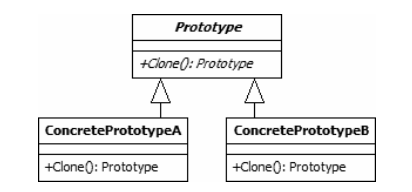 Prototype
+Clone(): Prototype
ConcretePrototypeA
ConcretePrototypeB
+Clone(): Prototype
+Clone(): Prototype